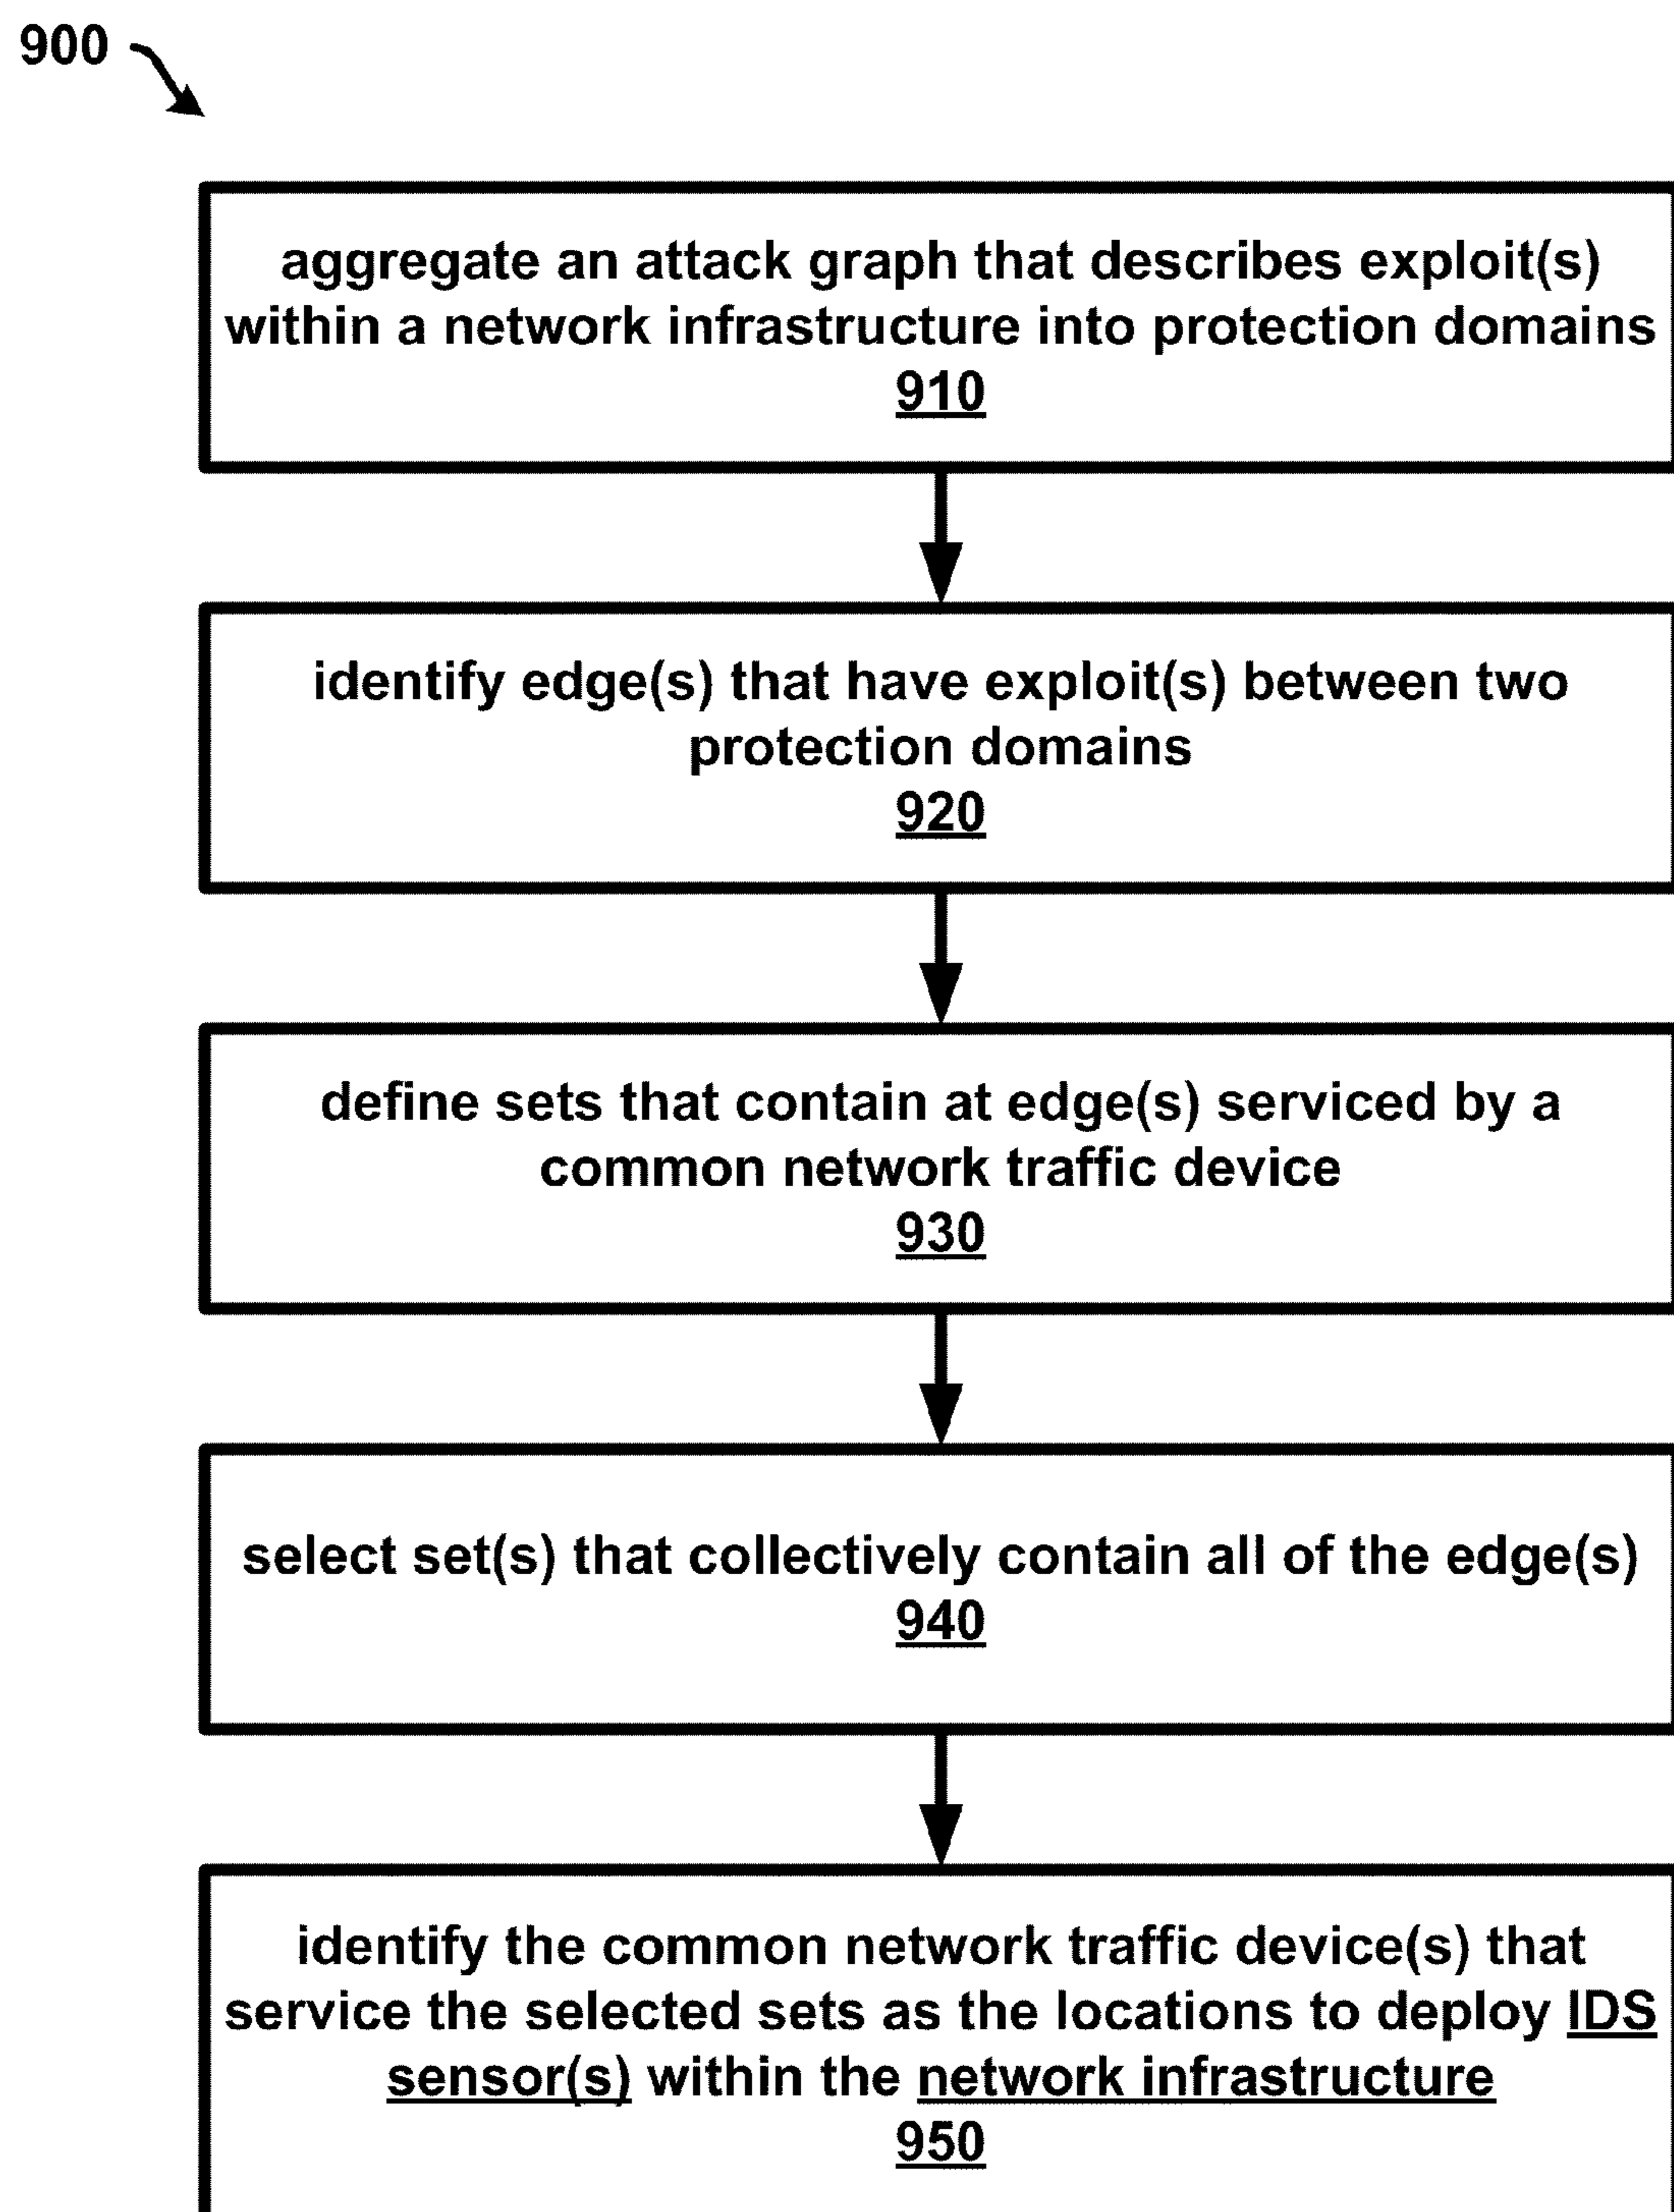 900
aggregate an attack graph that describes exploit(s)
within a network infrastructure into protection domains
910
identify edge(s) that have exploit(s) between two
protection domains
920
define sets that contain at edge(s) serviced by a
common network traffic device
930
select set(s) that collectively contain all of the edge(s)
940
identify the common network traffic device(s) that
service the selected sets as the locations to deploy IDS
sensor(s) within the network infrastructure
950